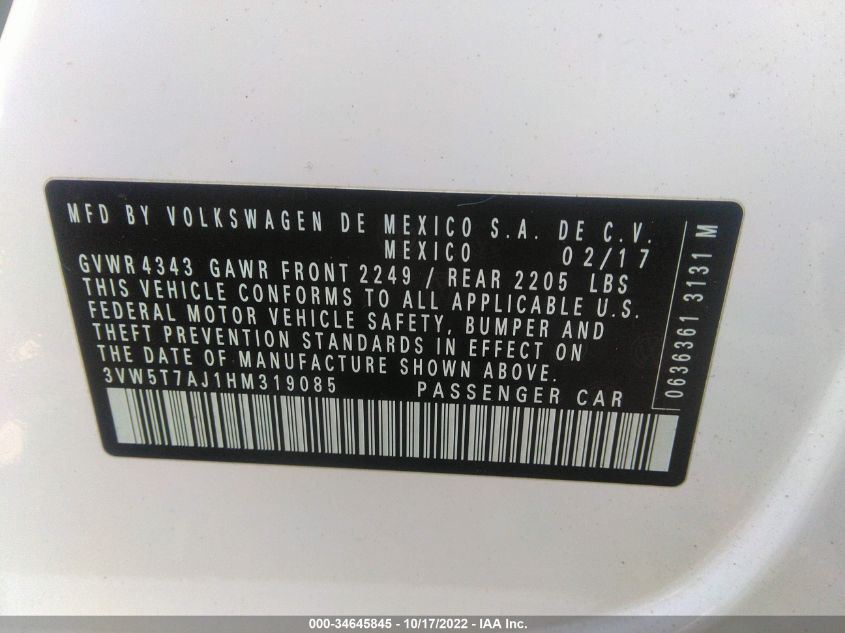 MFD BY VOLKSWAGEN DE MEXICO S.A. DE C.V.
MEXICO 02/17
GVWR 4343 GAWR FRONT 2249 / REAR 2205 LBS
THIS VEHICLE CONFORMS TO ALL APPLICABLE U.S.
FEDERAL MOTOR VEHICLE SAFETY, BUMPER AND
THEFT PREVENTION STANDARDS IN EFFECT ON
THE DATE OF MANUFACTURE SHOWN ABOVE.
3VW5T7AJ1HM319085 PASSENGER CAR
0636361 3131 M
000-34645845 - 10/17/2022 - IAA Inc.